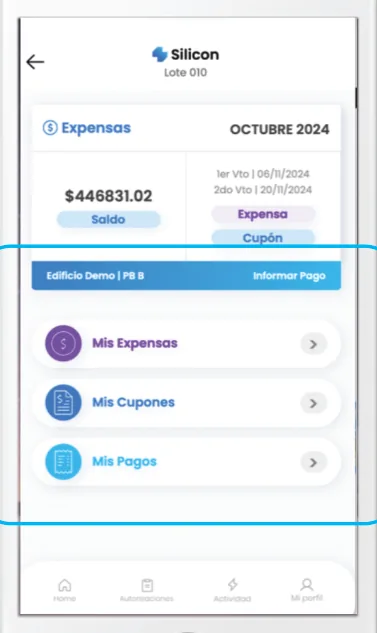 Silicon
Lote 010
Expensas
OCTUBRE 2024
$446831.02
Saldo
1er Vto | 06/11/2024
2do Vto | 20/11/2024
Expensa
Cupón
Edificio Demo | PB B
Informar Pago
Mis Expensas
Mis Cupones
Mis Pagos
Home
Autorizaciones
Actividad
Mi perfil